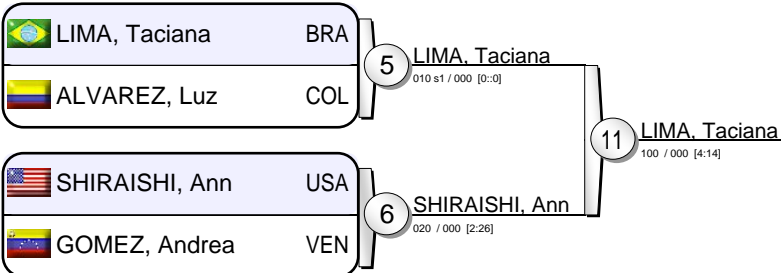 LIMA, Taciana BRA
ALVAREZ, Luz COL
5 LIMA, Taciana
010 s1 / 000 [0::0]
SHIRAISHI, Ann USA
GOMEZ, Andrea VEN
6 SHIRAISHI, Ann
020 / 000 [2:26]
11 LIMA, Taciana
100 / 000 [4:14]